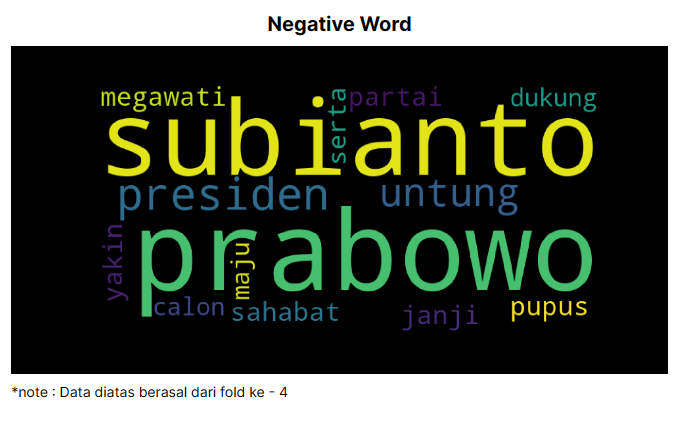 Negative Word
megawati
serta
partai
dukung
subianto
presiden
untung
prabowo
yakin
maju
calon
sahabat
janji
pupus
*note : Data diatas berasal dari fold ke - 4